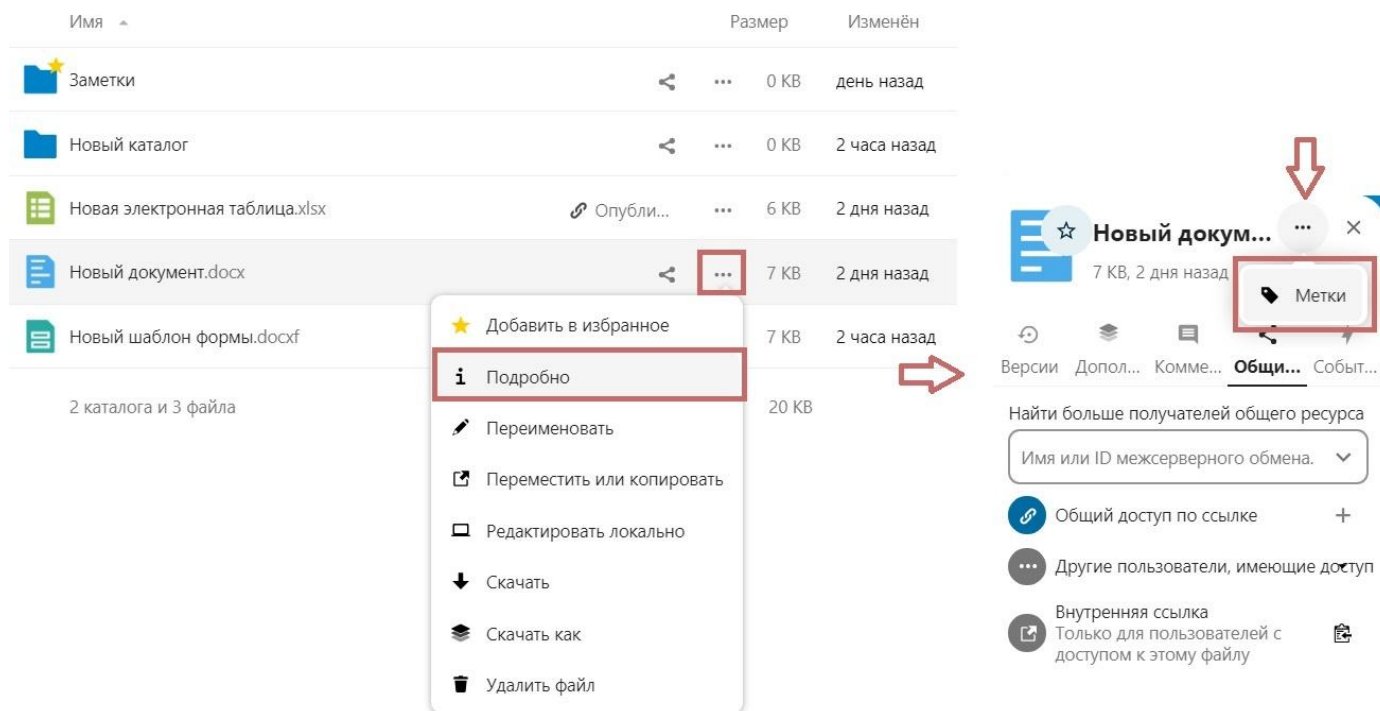 Имя
Размер
Изменён
Заметки
0 KB
день назад
Новый каталог
0 KB
2 часа назад
Новая электронная таблица.xlsx
Опубли...
6 KB
2 дня назад
Новый документ.docx
7 KB
2 дня назад
Новый шаблон формы.docxf
7 KB
2 часа назад
2 каталога и 3 файла
20 KB
Добавить в избранное
Подробно
Переименовать
Переместить или копировать
Редактировать локально
Скачать
Скачать как
Удалить файл
Новый докум...
7 KB, 2 дня назад
Метки
Версии
Допол...
Комме...
Общи...
Событ...
Найти больше получателей общего ресурса
Имя или ID межсерверного обмена.
Общий доступ по ссылке
Другие пользователи, имеющие доступ
Внутренняя ссылка
Только для пользователей с
доступом к этому файлу